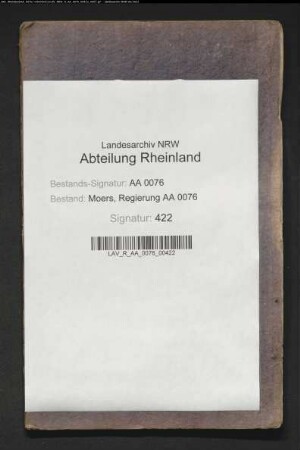 Landesarchiv NRW
Abteilung Rheinland
Bestands-Signatur: AA 0076
Bestand: Moers, Regierung AA 0076
Signatur: 422
LAV_R_AA_0076_00422